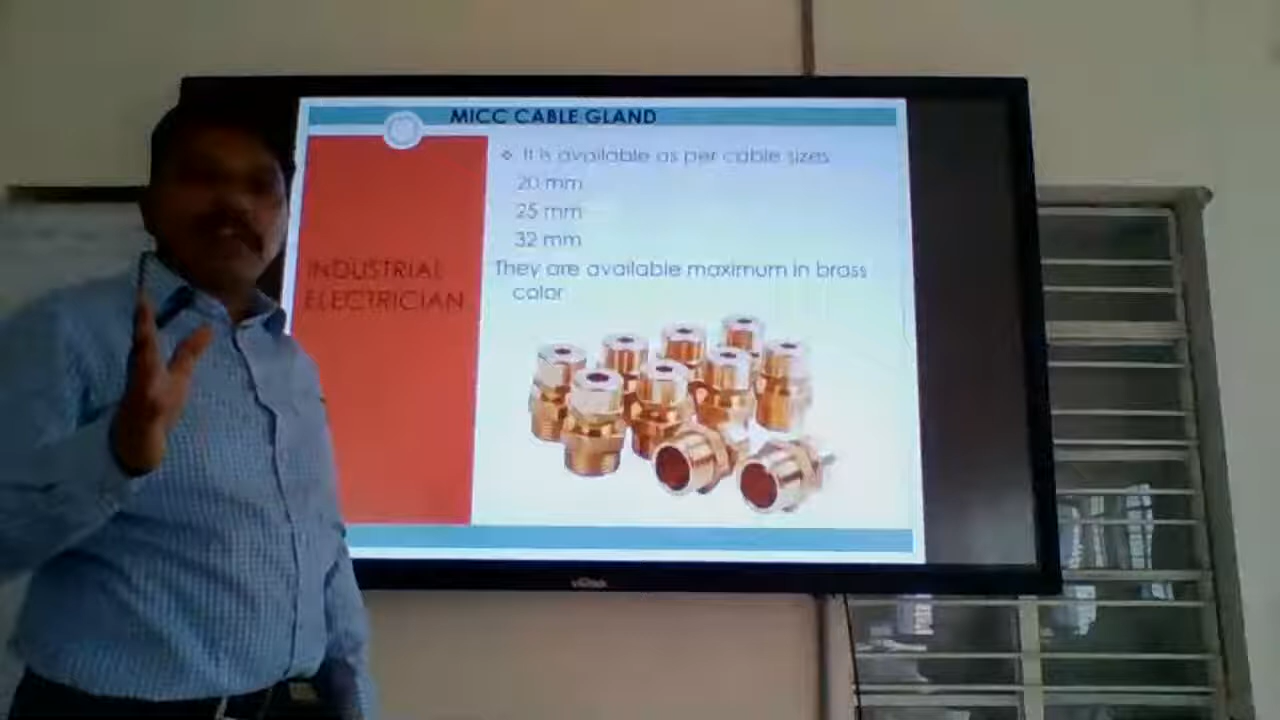 MICC CABLE GLAND
It is available as per cable sizes
20 mm
25 mm
32 mm
They are available maximum in brass
color
INDUSTRIAL
ELECTRICIAN